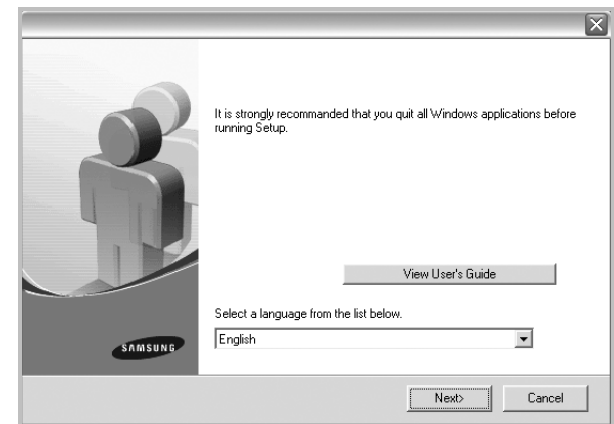 It is strongly recommanded that you quit all Windows applications before
running Setup.
View User's Guide
Select a language from the list below.
English
SAMSUNG
Next>
Cancel